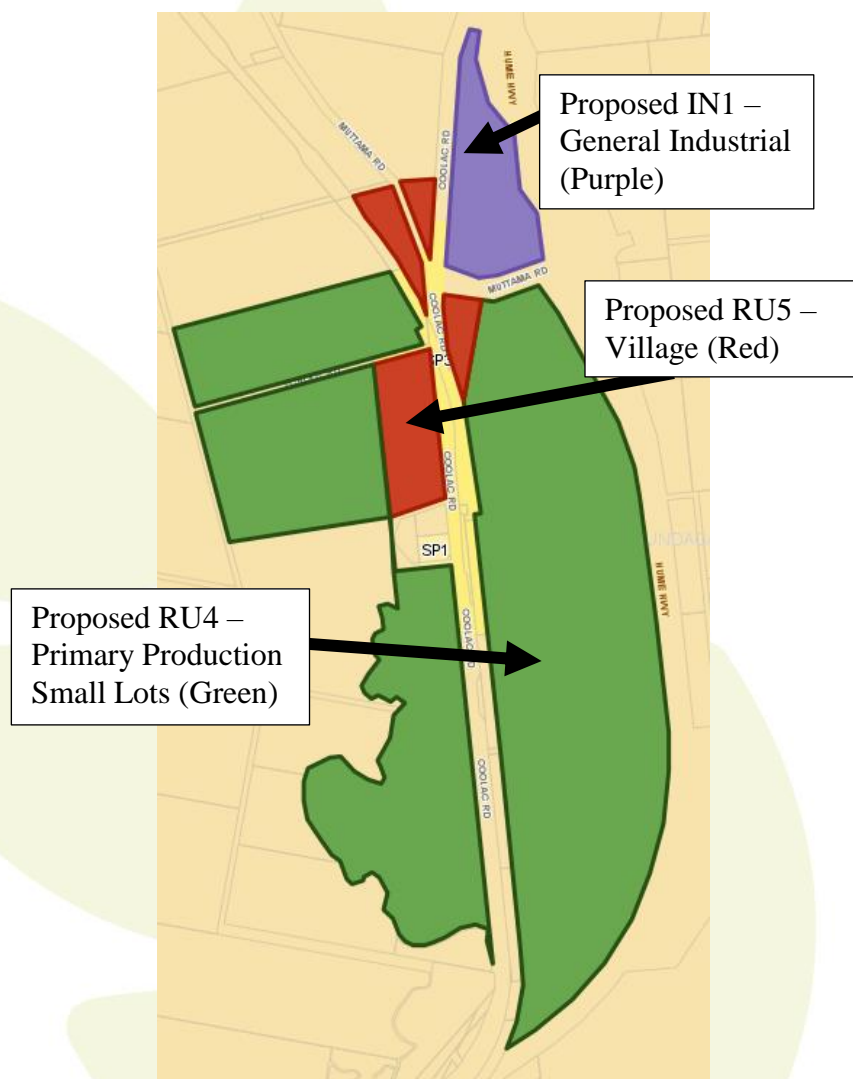 HUME HWY
Proposed IN1 –
General Industrial
(Purple)
MUTTAMA RD
COOLAC RD
MUTTAMA RD
COOLAC RD
Proposed RU5 –
Village (Red)
SP3
COOLAC RD
SP1
HUME HWY
Proposed RU4 –
Primary Production
Small Lots (Green)
COOLAC RD
COOLAC RD